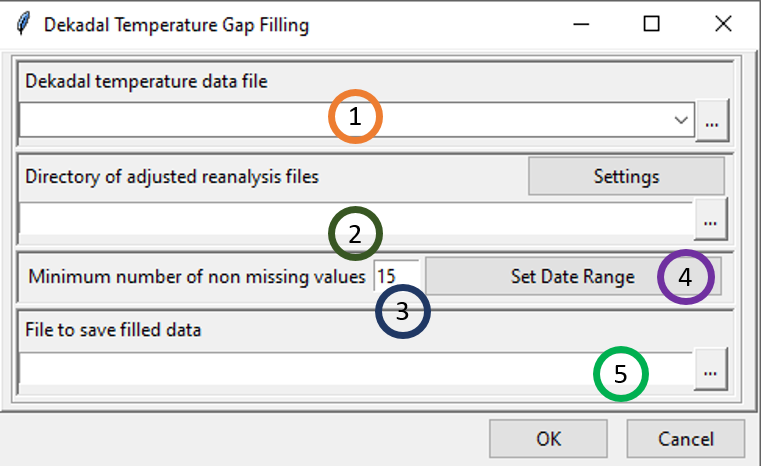 Dekadal Temperature Gap Filling
Dekadal temperature data file
1
...
Directory of adjusted reanalysis files
Settings
2
...
Minimum number of non missing values 15 Set Date Range 4
3
File to save filled data
5
...
OK Cancel